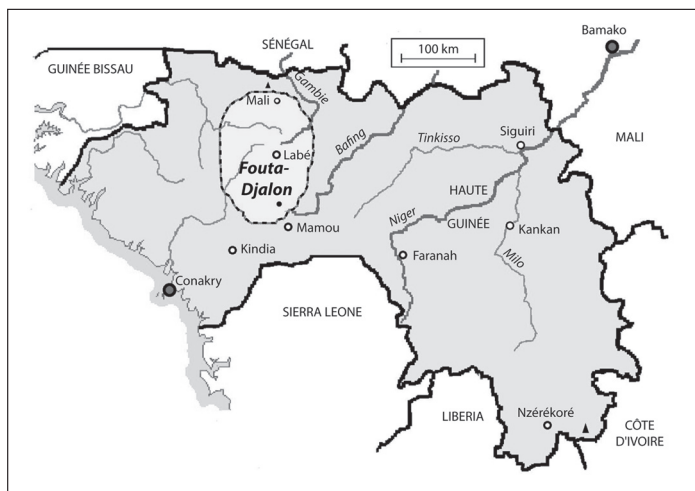 SÉNÉGAL
100 km
Bamako
GUINÉE BISSAU
Gambie
Mali
MALI
Bafing
Tinkisso
Siguiri
Labé
Fouta-
Djalon
HAUTE
GUINÉE
Niger
Kankan
Mamou
Kindia
Faranah
Milo
Conakry
SIERRA LEONE
LIBERIA
Nzérékoré
CÔTE
D'IVOIRE